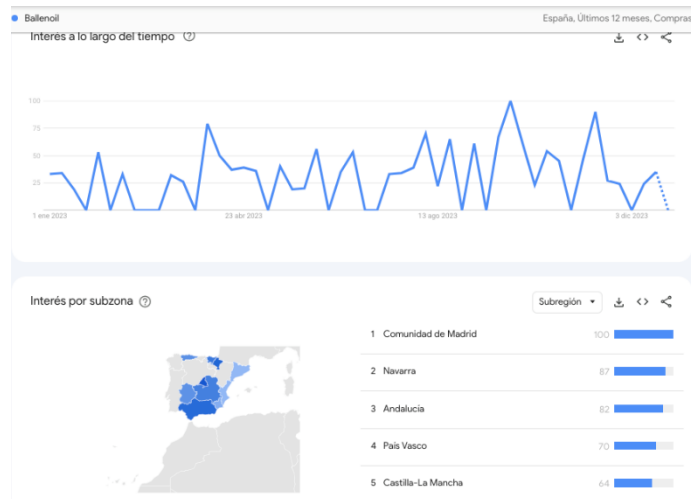 Ballenoil
España, Últimos 12 meses, Compras
Interés a lo largo del tiempo
100
75
50
25
1 ene 2023
23 abr 2023
13 ago 2023
3 dic 2023
Interés por subzona
Subregión
1 Comunidad de Madrid 100
2 Navarra 87
3 Andalucía 82
4 País Vasco 70
5 Castilla-La Mancha 64